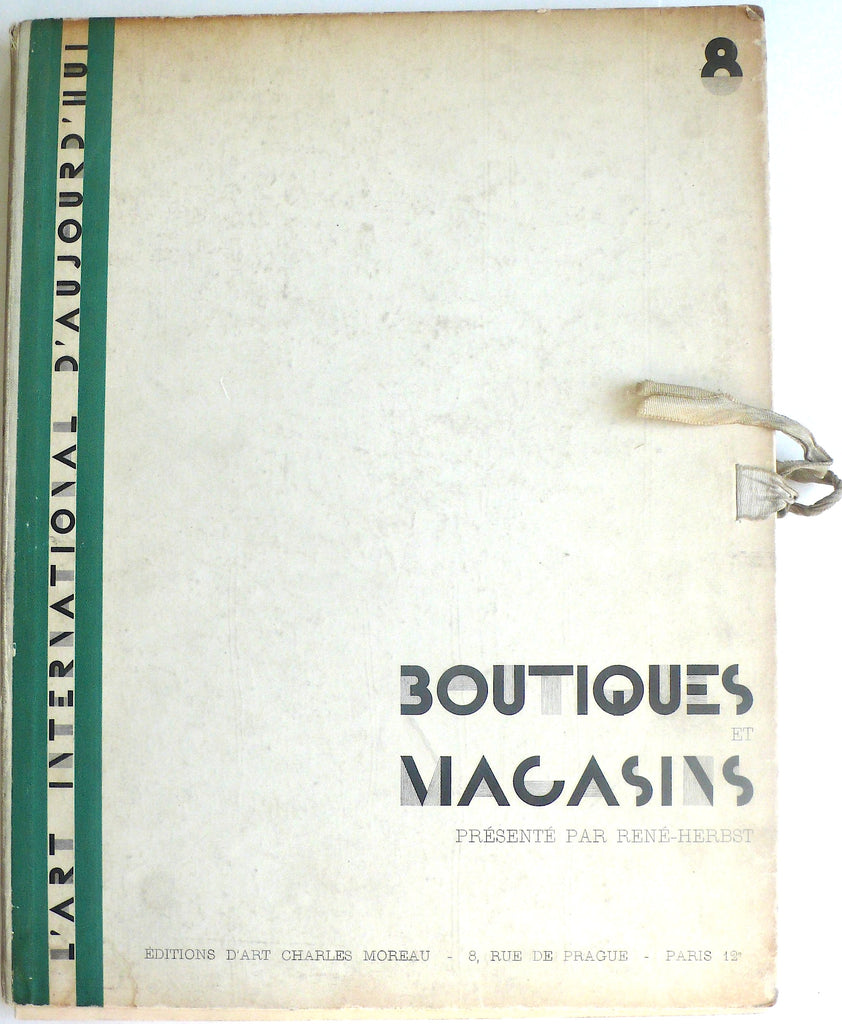 8
L'ART INTERNATIONAL D'AUJOURD'HUI
BOUTIQUES
ET
MAGASINS
PRÉSENTÉ PAR RENÉ-HERBST
ÉDITIONS D'ART CHARLES MOREAU - 8, RUE DE PRAGUE - PARIS 12e